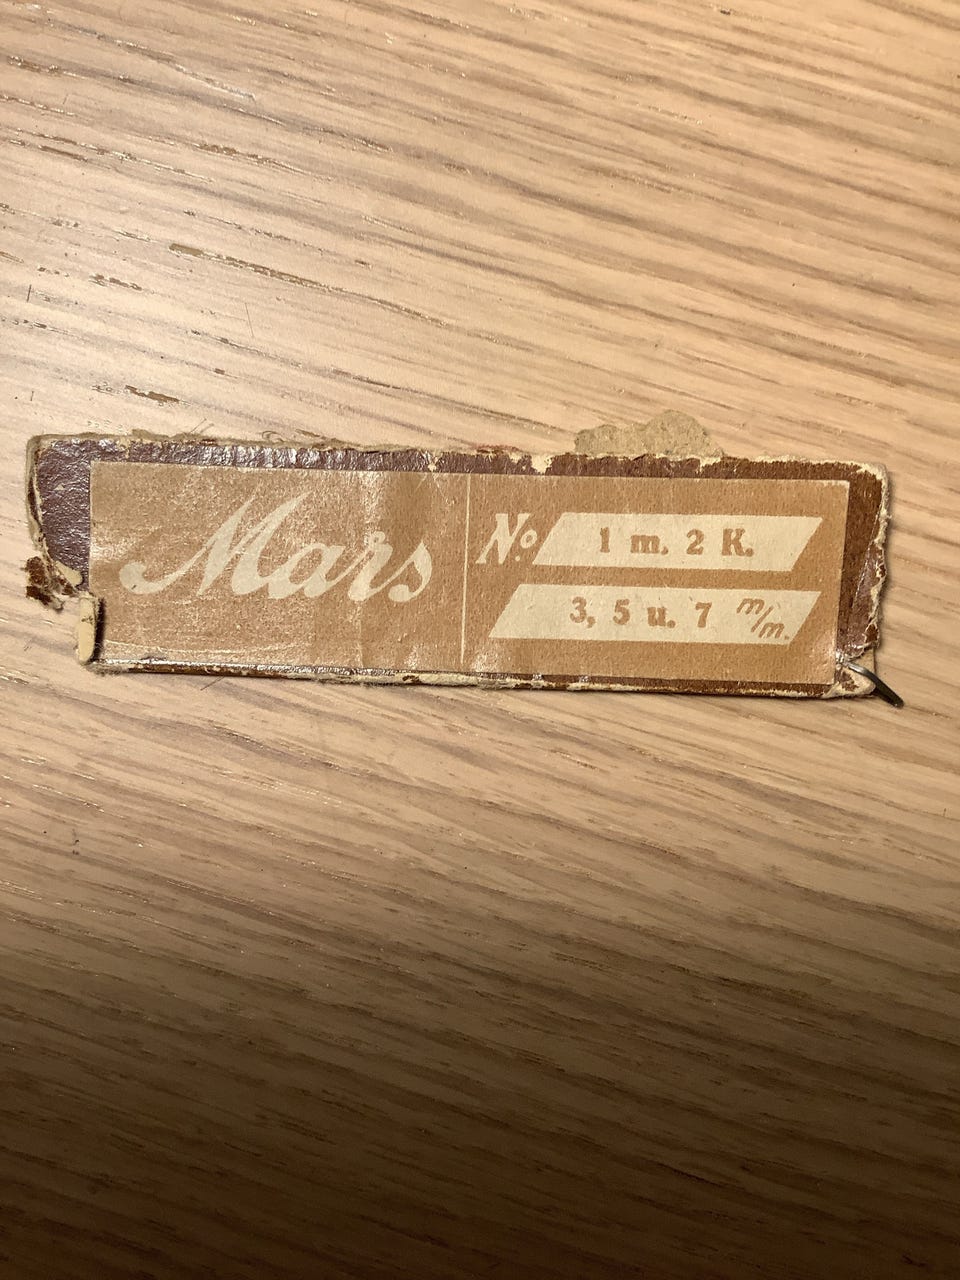 Mars
No 1 m. 2 K.
3, 5 u. 7 m/m.